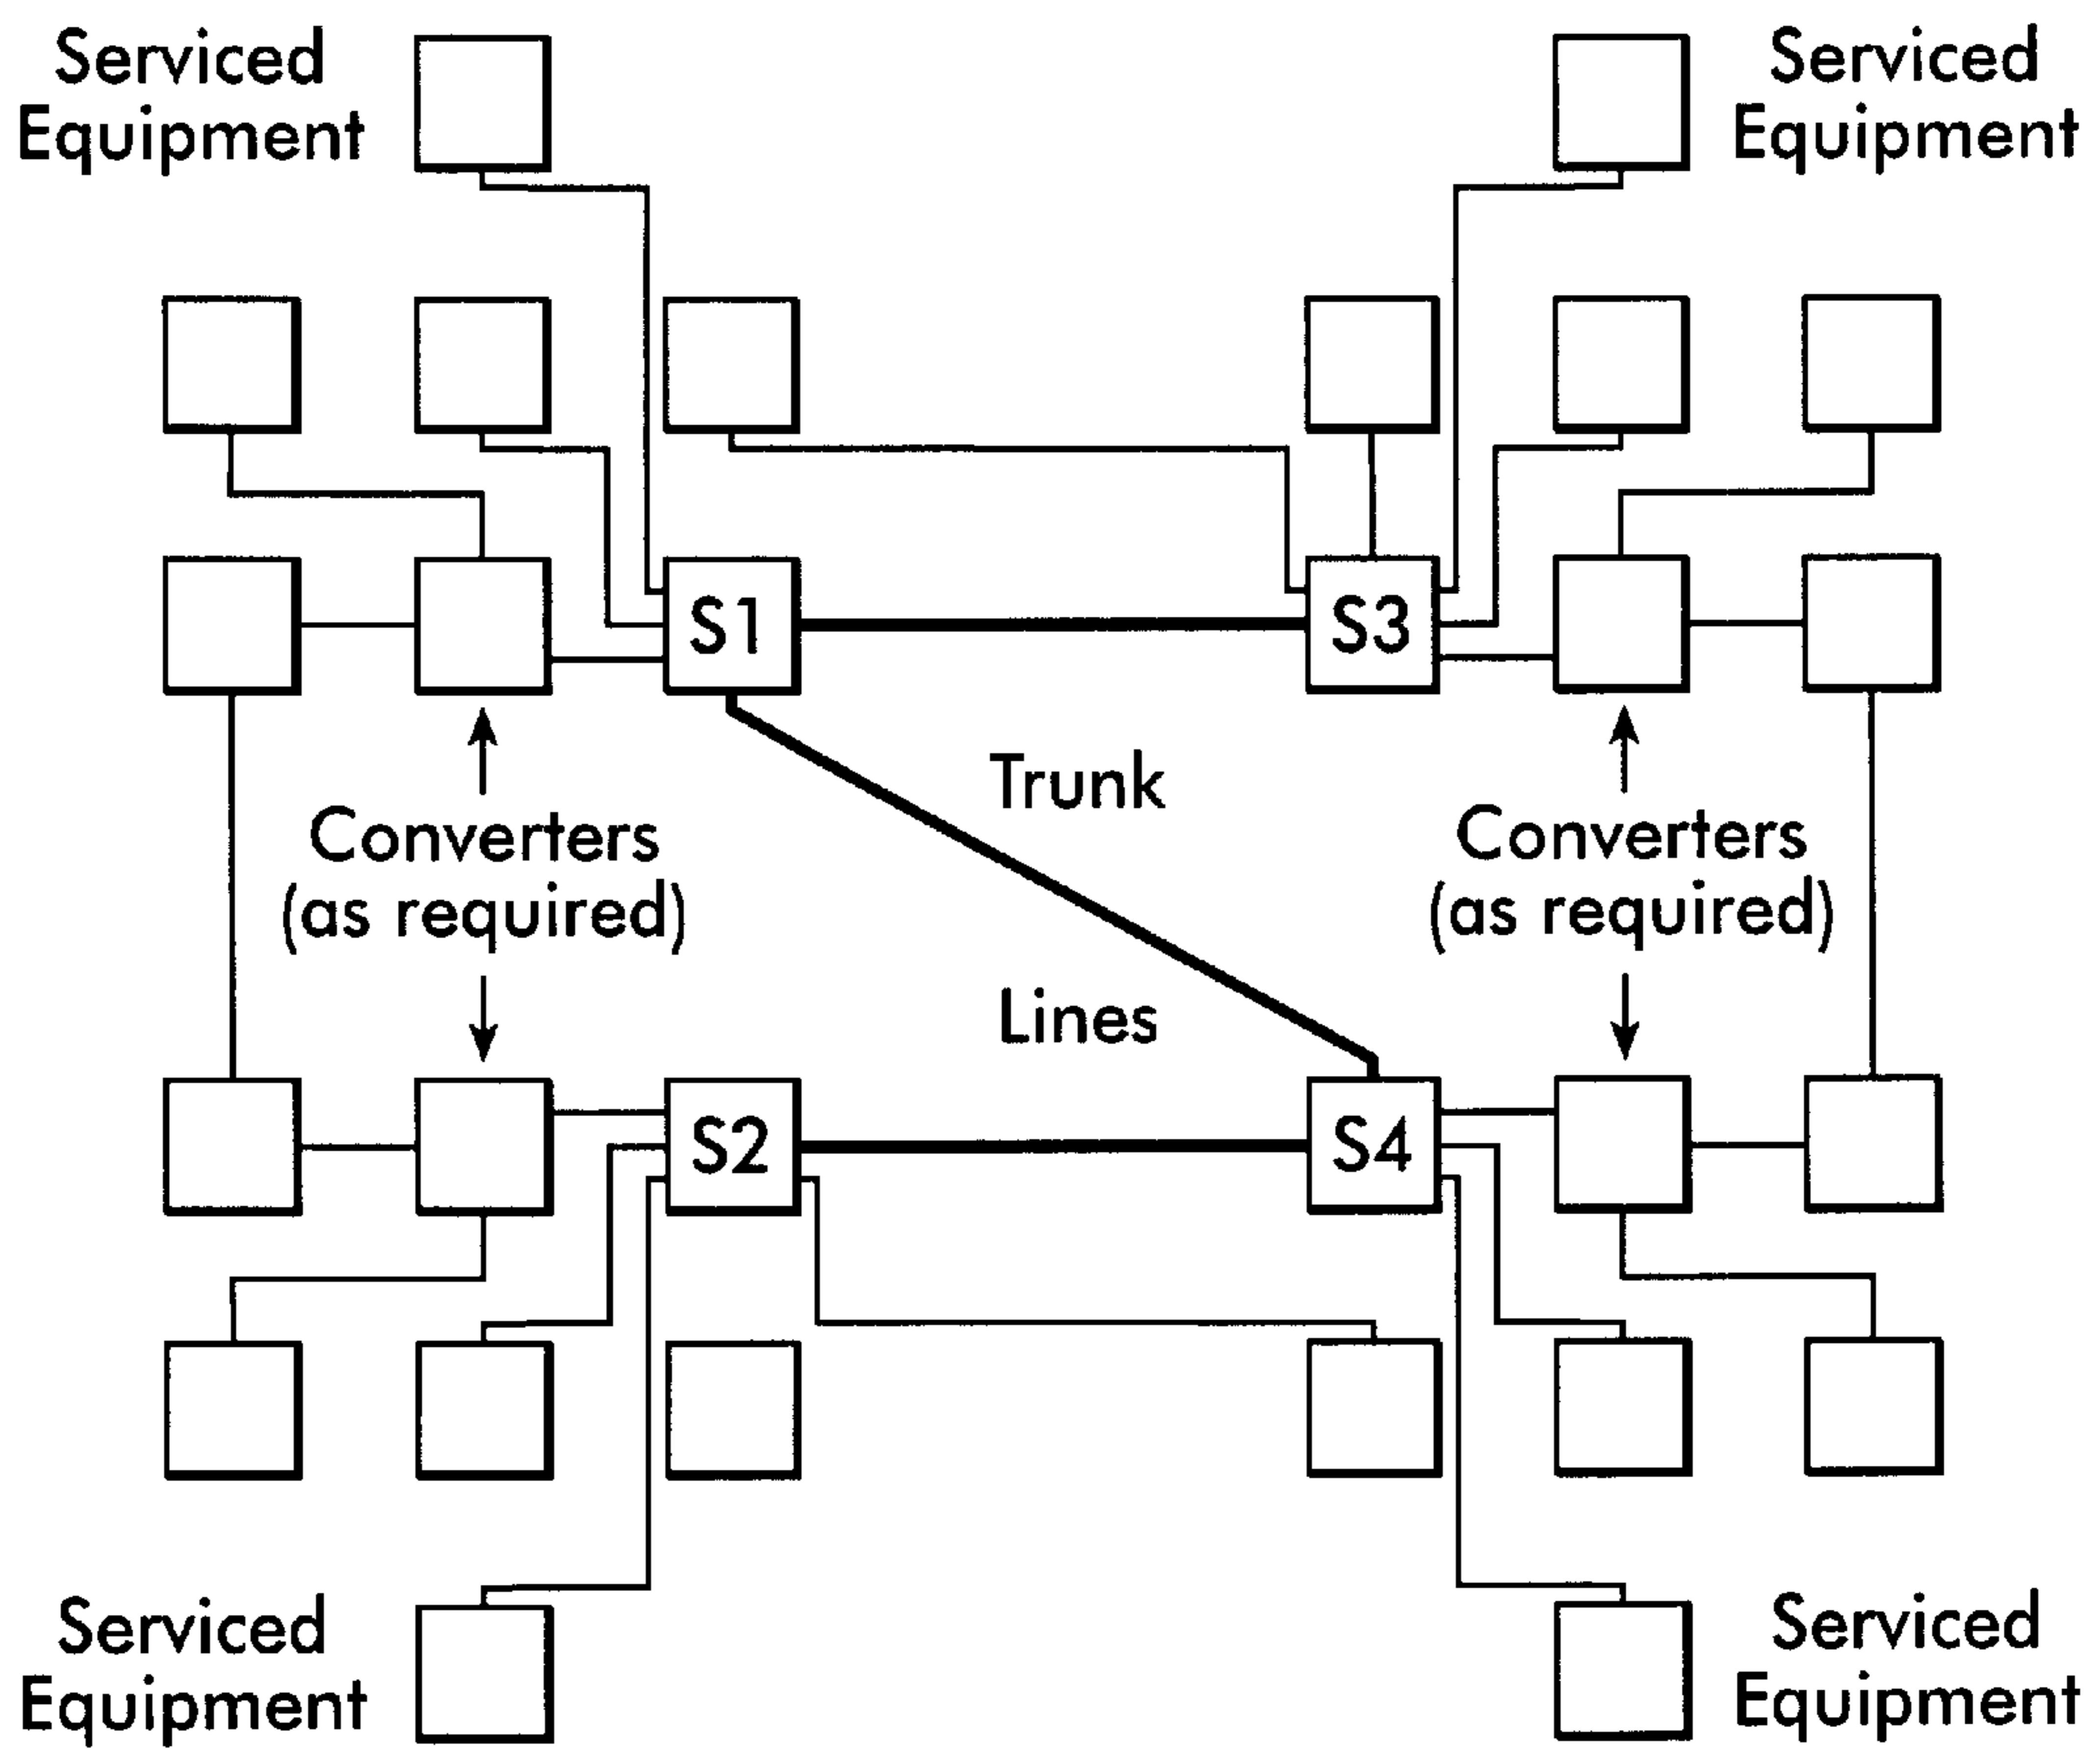 Serviced
Equipment
Serviced
Equipment
S1
S3
Trunk
Converters
(as required)
Converters
(as required)
Lines
S2
S4
Serviced
Equipment
Serviced
Equipment